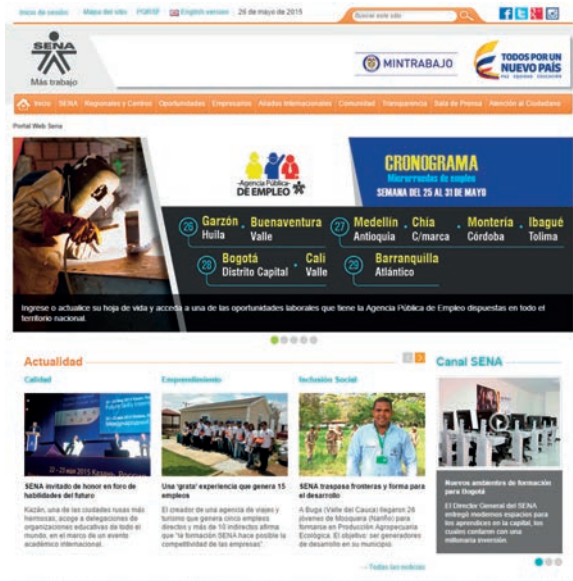 Inicio de sesión Mapa del sitio PQRSF English version 26 de mayo de 2015 Buscar este sitio
SENA
Más trabajo
MINTRABAJO
TODOS POR UN
NUEVO PAÍS
PAZ EQUIDAD EDUCACIÓN
Inicio SENA Regionales y Centros Oportunidades Empresarios Aliados Internacionales Comunidad Transparencia Sala de Prensa Atención al Ciudadano
Portal Web Sena
-Agencia Pública-
DE EMPLEO
CRONOGRAMA
Microrruedas de empleo
SEMANA DEL 25 AL 31 DE MAYO
26 Garzón Huila Buenaventura Valle
27 Medellín Antioquia Chía C/marca Montería Córdoba Ibagué Tolima
28 Bogotá Distrito Capital Cali Valle
29 Barranquilla Atlántico
Ingrese o actualice su hoja de vida y acceda a una de las oportunidades laborales que tiene la Agencia Pública de Empleo dispuestas en todo el
territorio nacional.
Actualidad
Calidad
SENA invitado de honor en foro de
habilidades del futuro
Kazán, una de las ciudades rusas más
hermosas, acoge a delegaciones de
organizaciones educativas de todo el
mundo, en el marco de un evento
académico internacional.
Emprendimiento
Una 'grata' experiencia que genera 15
empleos
El creador de una agencia de viajes y
turismo que genera cinco empleos
directos y más de 10 indirectos afirma
que "la formación SENA hace posible la
competitividad de las empresas".
Inclusión Social
SENA traspasa fronteras y forma para
el desarrollo
A Buga (Valle del Cauca) llegaron 26
jóvenes de Mosquera (Nariño) para
formarse en Producción Agropecuaria
Ecológica. El objetivo: ser generadores
de desarrollo en su municipio.
Todas las noticias
Canal SENA
Nuevos ambientes de formación
para Bogotá
El Director General del SENA
entregó modernos espacios para
los aprendices en la capital, los
cuales contaron con una
millonaria inversión.